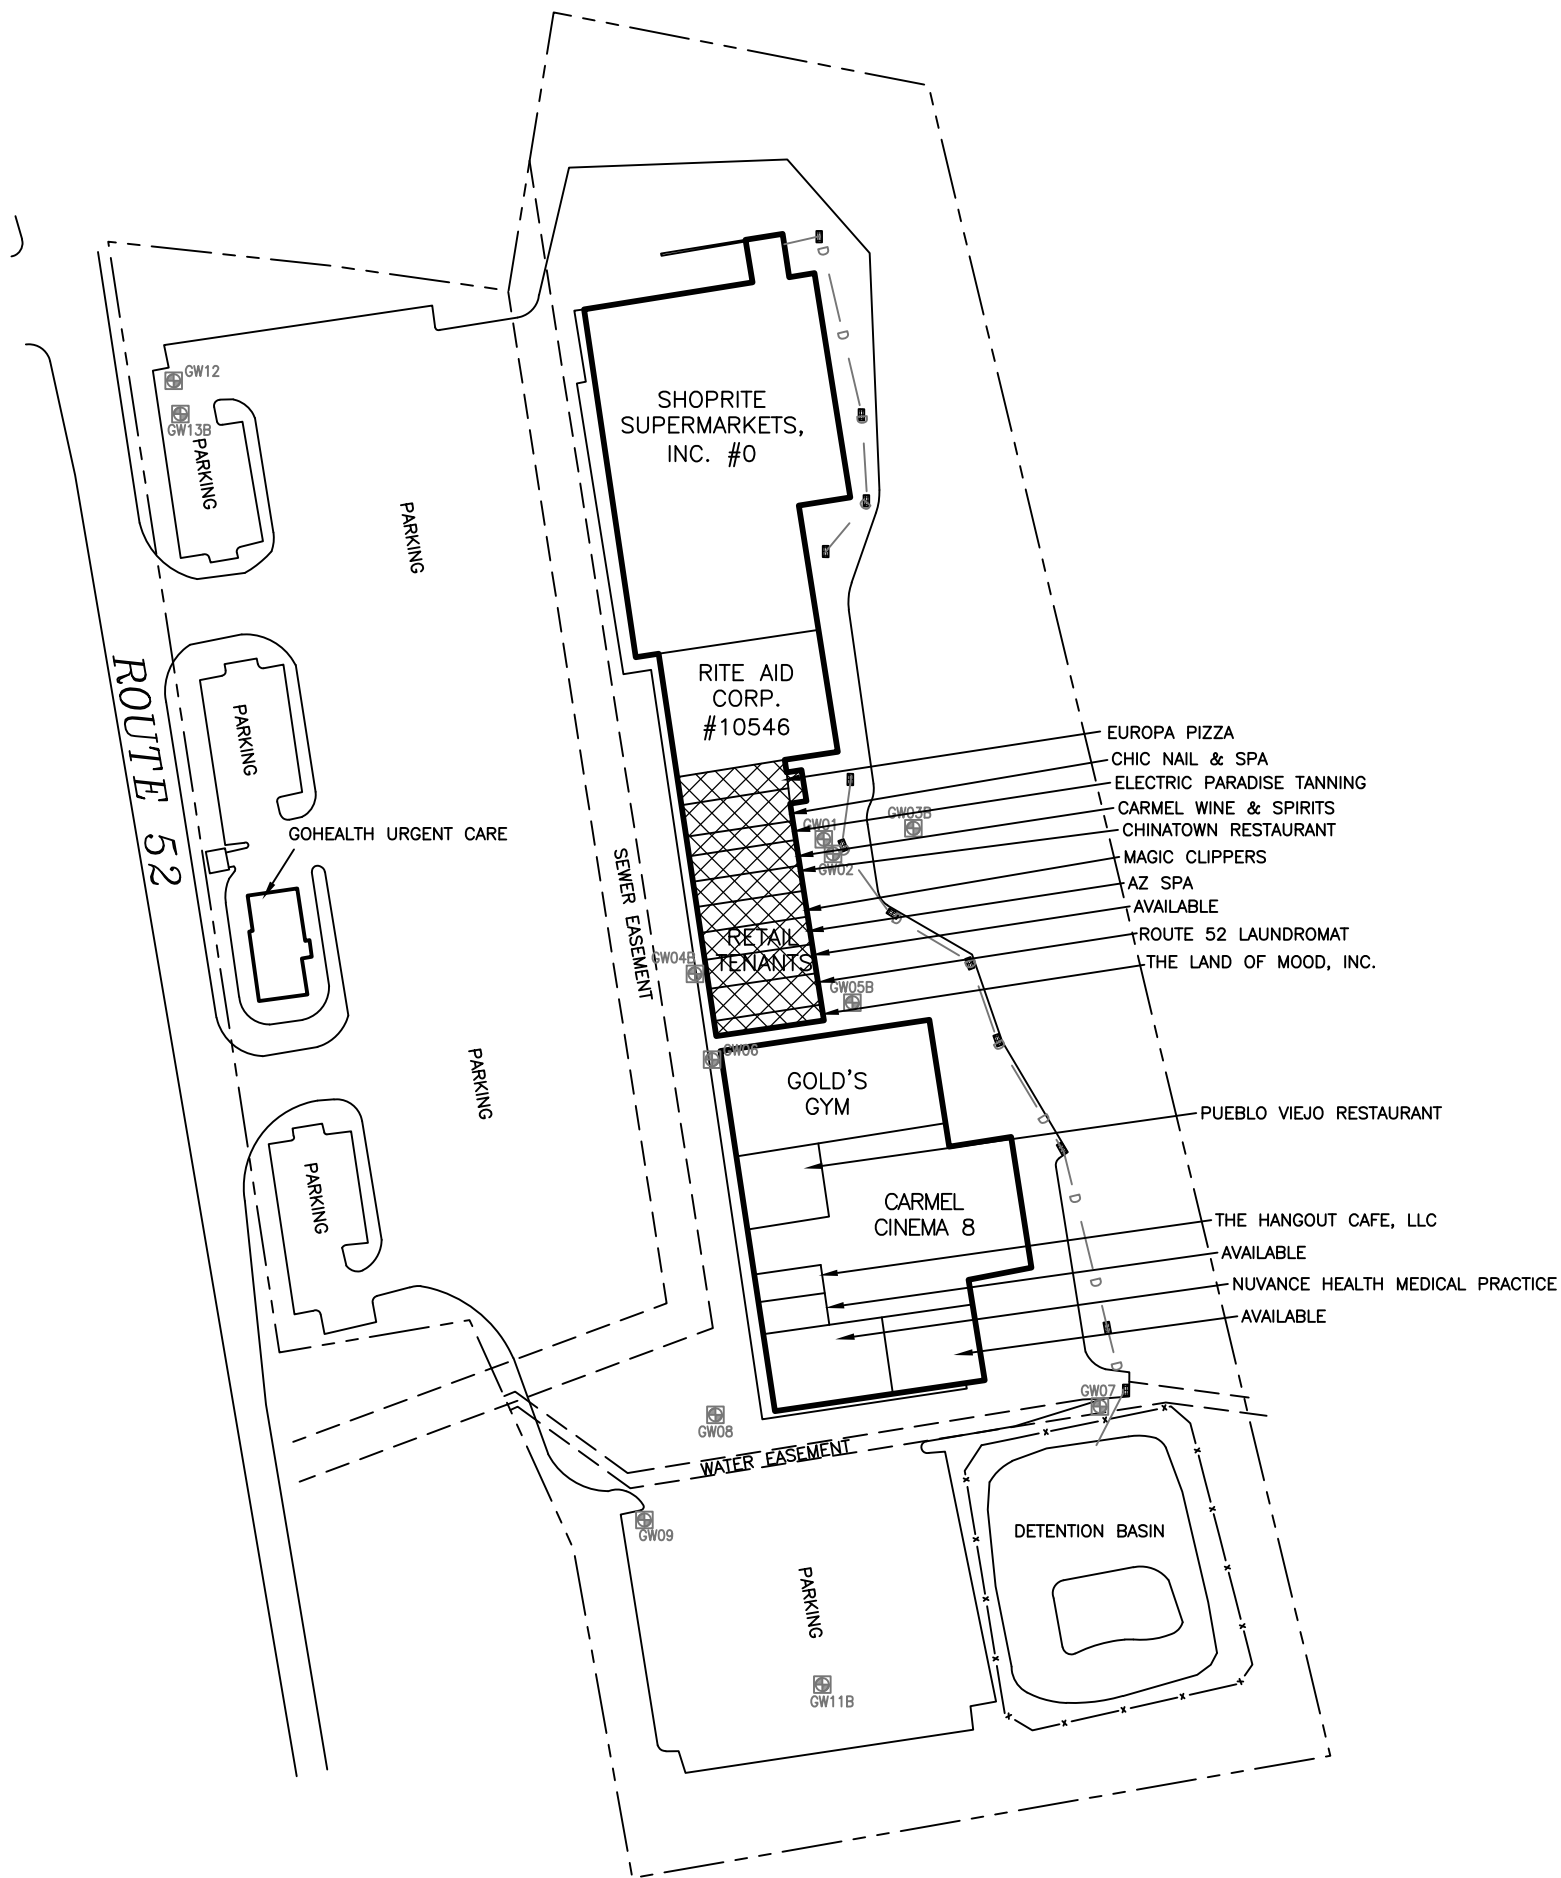 D
D
GW12
GW13B
PARKING
SHOPRITE
SUPERMARKETS,
INC. #0
PARKING
ROUTE 52
RITE AID
CORP.
#10546
PARKING
EUROPA PIZZA
CHIC NAIL & SPA
ELECTRIC PARADISE TANNING
CARMEL WINE & SPIRITS
CHINATOWN RESTAURANT
MAGIC CLIPPERS
AZ SPA
AVAILABLE
ROUTE 52 LAUNDROMAT
THE LAND OF MOOD, INC.
GW03B
GW01
GW02
GOHEALTH URGENT CARE
SEWER EASEMENT
RETAIL
TENANTS
GW04B
GW05B
GW06
PARKING
GOLD'S
GYM
D
PUEBLO VIEJO RESTAURANT
PARKING
D
CARMEL
CINEMA 8
THE HANGOUT CAFE, LLC
AVAILABLE
D
NUVANCE HEALTH MEDICAL PRACTICE
AVAILABLE
D
GW07
GW08
WATER EASEMENT
GW09
DETENTION BASIN
PARKING
GW11B